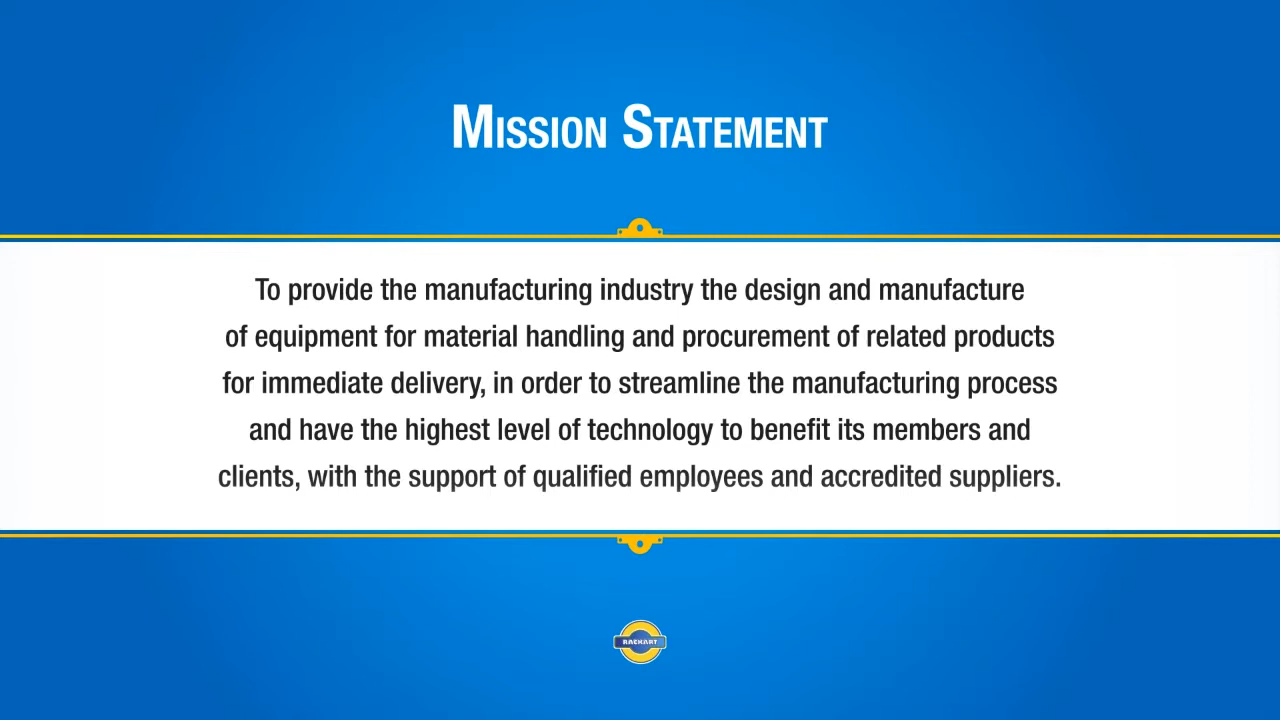 Mission Statement
To provide the manufacturing industry the design and manufacture
of equipment for material handling and procurement of related products
for immediate delivery, in order to streamline the manufacturing process
and have the highest level of technology to benefit its members and
clients, with the support of qualified employees and accredited suppliers.
RACKART